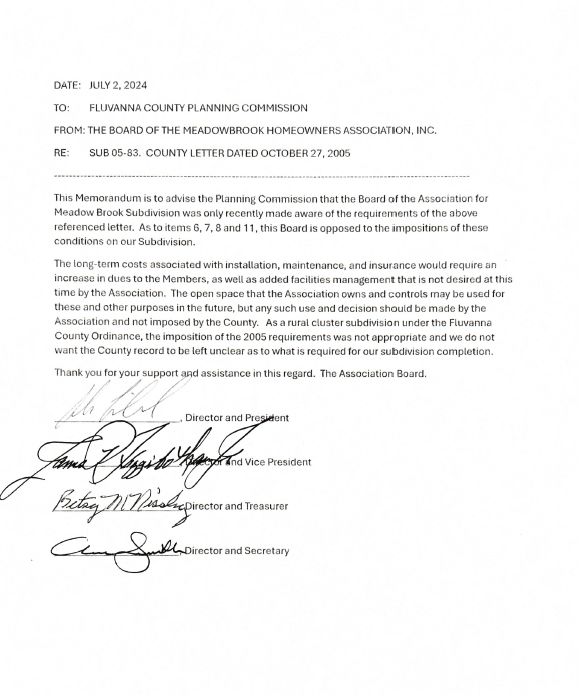 DATE: JULY 2, 2024
TO: FLUVANNA COUNTY PLANNING COMMISSION
FROM: THE BOARD OF THE MEADOWBROOK HOMEOWNERS ASSOCIATION, INC.
RE: SUB 05-83. COUNTY LETTER DATED OCTOBER 27, 2005
This Memorandum is to advise the Planning Commission that the Board of the Association for
Meadow Brook Subdivision was only recently made aware of the requirements of the above
referenced letter. As to items 6, 7, 8 and 11, this Board is opposed to the impositions of these
conditions on our Subdivision.
The long-term costs associated with installation, maintenance, and insurance would require an
increase in dues to the Members, as well as added facilities management that is not desired at this
time by the Association. The open space that the Association owns and controls may be used for
these and other purposes in the future, but any such use and decision should be made by the
Association and not imposed by the County. As a rural cluster subdivision under the Fluvanna
County Ordinance, the imposition of the 2005 requirements was not appropriate and we do not
want the County record to be left unclear as to what is required for our subdivision completion.
Thank you for your support and assistance in this regard. The Association Board.
, Director and President
Director and Vice President
Betsy M Director and Treasurer
Smith Director and Secretary